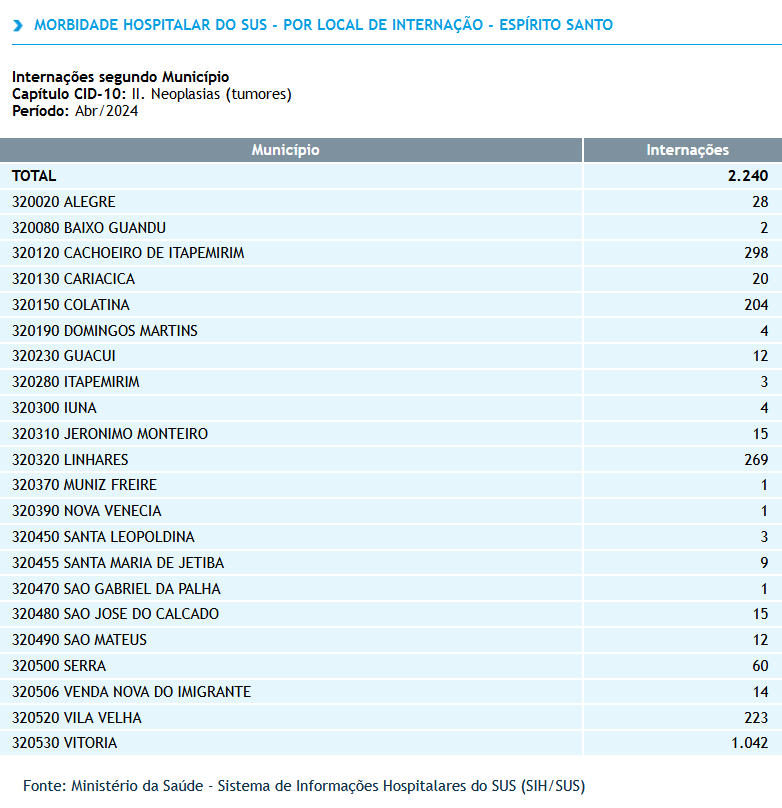 MORBIDADE HOSPITALAR DO SUS - POR LOCAL DE INTERNAÇÃO - ESPÍRITO SANTO
Internações segundo Município
Capítulo CID-10: II. Neoplasias (tumores)
Período: Abr/2024
Município Internações
TOTAL 2.240
320020 ALEGRE 28
320080 BAIXO GUANDU 2
320120 CACHOEIRO DE ITAPEMIRIM 298
320130 CARIACICA 20
320150 COLATINA 204
320190 DOMINGOS MARTINS 4
320230 GUACUI 12
320280 ITAPEMIRIM 3
320300 IUNA 4
320310 JERONIMO MONTEIRO 15
320320 LINHARES 269
320370 MUNIZ FREIRE 1
320390 NOVA VENECIA 1
320450 SANTA LEOPOLDINA 3
320455 SANTA MARIA DE JETIBA 9
320470 SAO GABRIEL DA PALHA 1
320480 SAO JOSE DO CALCADO 15
320490 SAO MATEUS 12
320500 SERRA 60
320506 VENDA NOVA DO IMIGRANTE 14
320520 VILA VELHA 223
320530 VITORIA 1.042
Fonte: Ministério da Saúde - Sistema de Informações Hospitalares do SUS (SIH/SUS)